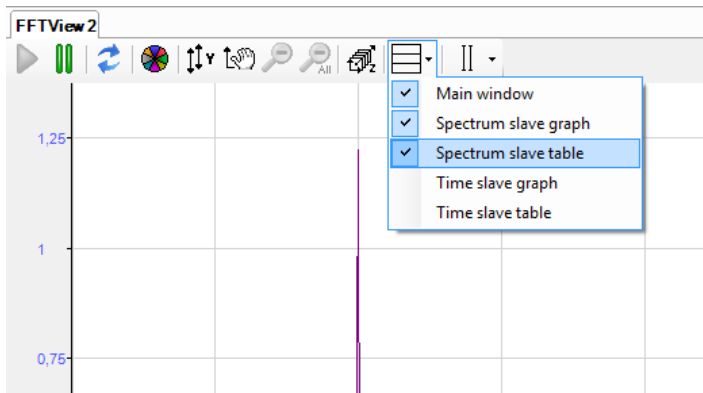 FFTView 2
Y
All
Z
Main window
Spectrum slave graph
Spectrum slave table
Time slave graph
Time slave table
1,25
1
0,75